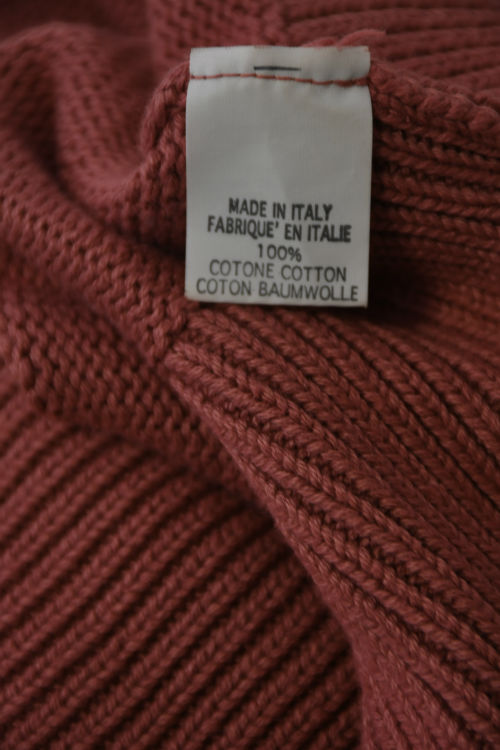 MADE IN ITALY
FABRIQUE' EN ITALIE
100%
COTONE COTTON
COTON BAUMWOLLE